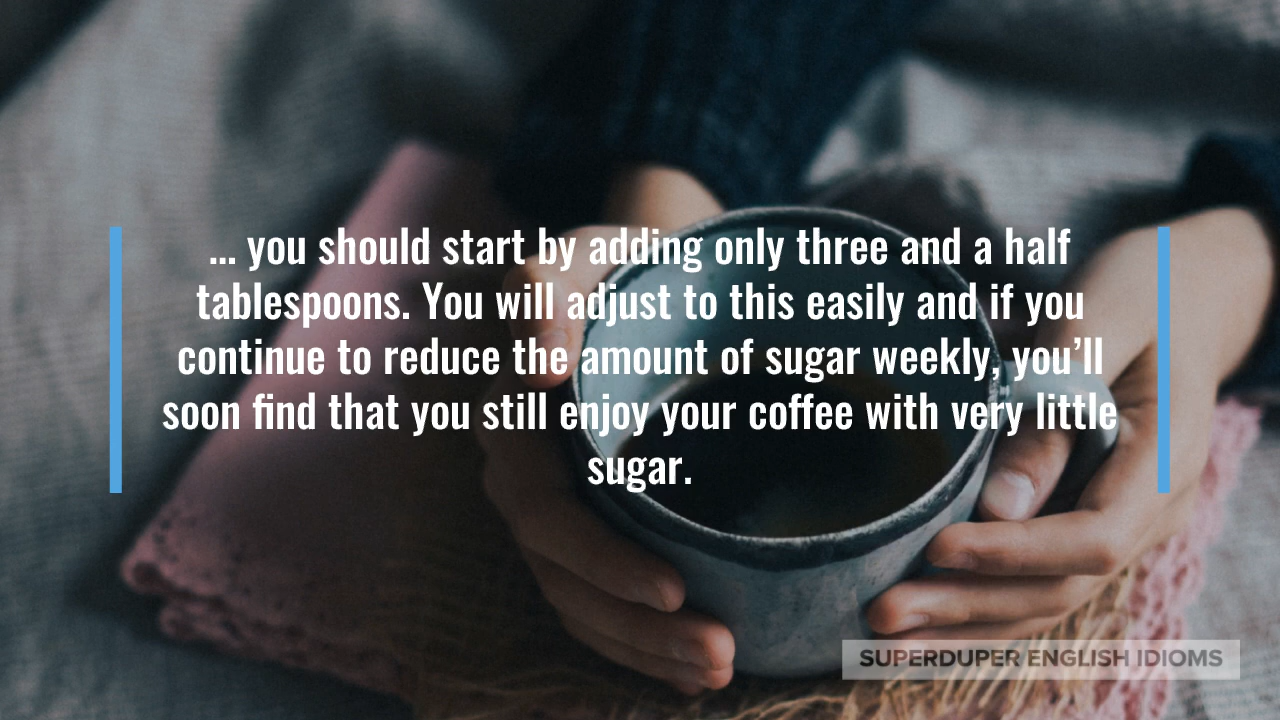 ... you should start by adding only three and a half
tablespoons. You will adjust to this easily and if you
continue to reduce the amount of sugar weekly, you’ll
soon find that you still enjoy your coffee with very little
sugar.
SUPERDUPER ENGLISH IDIOMS